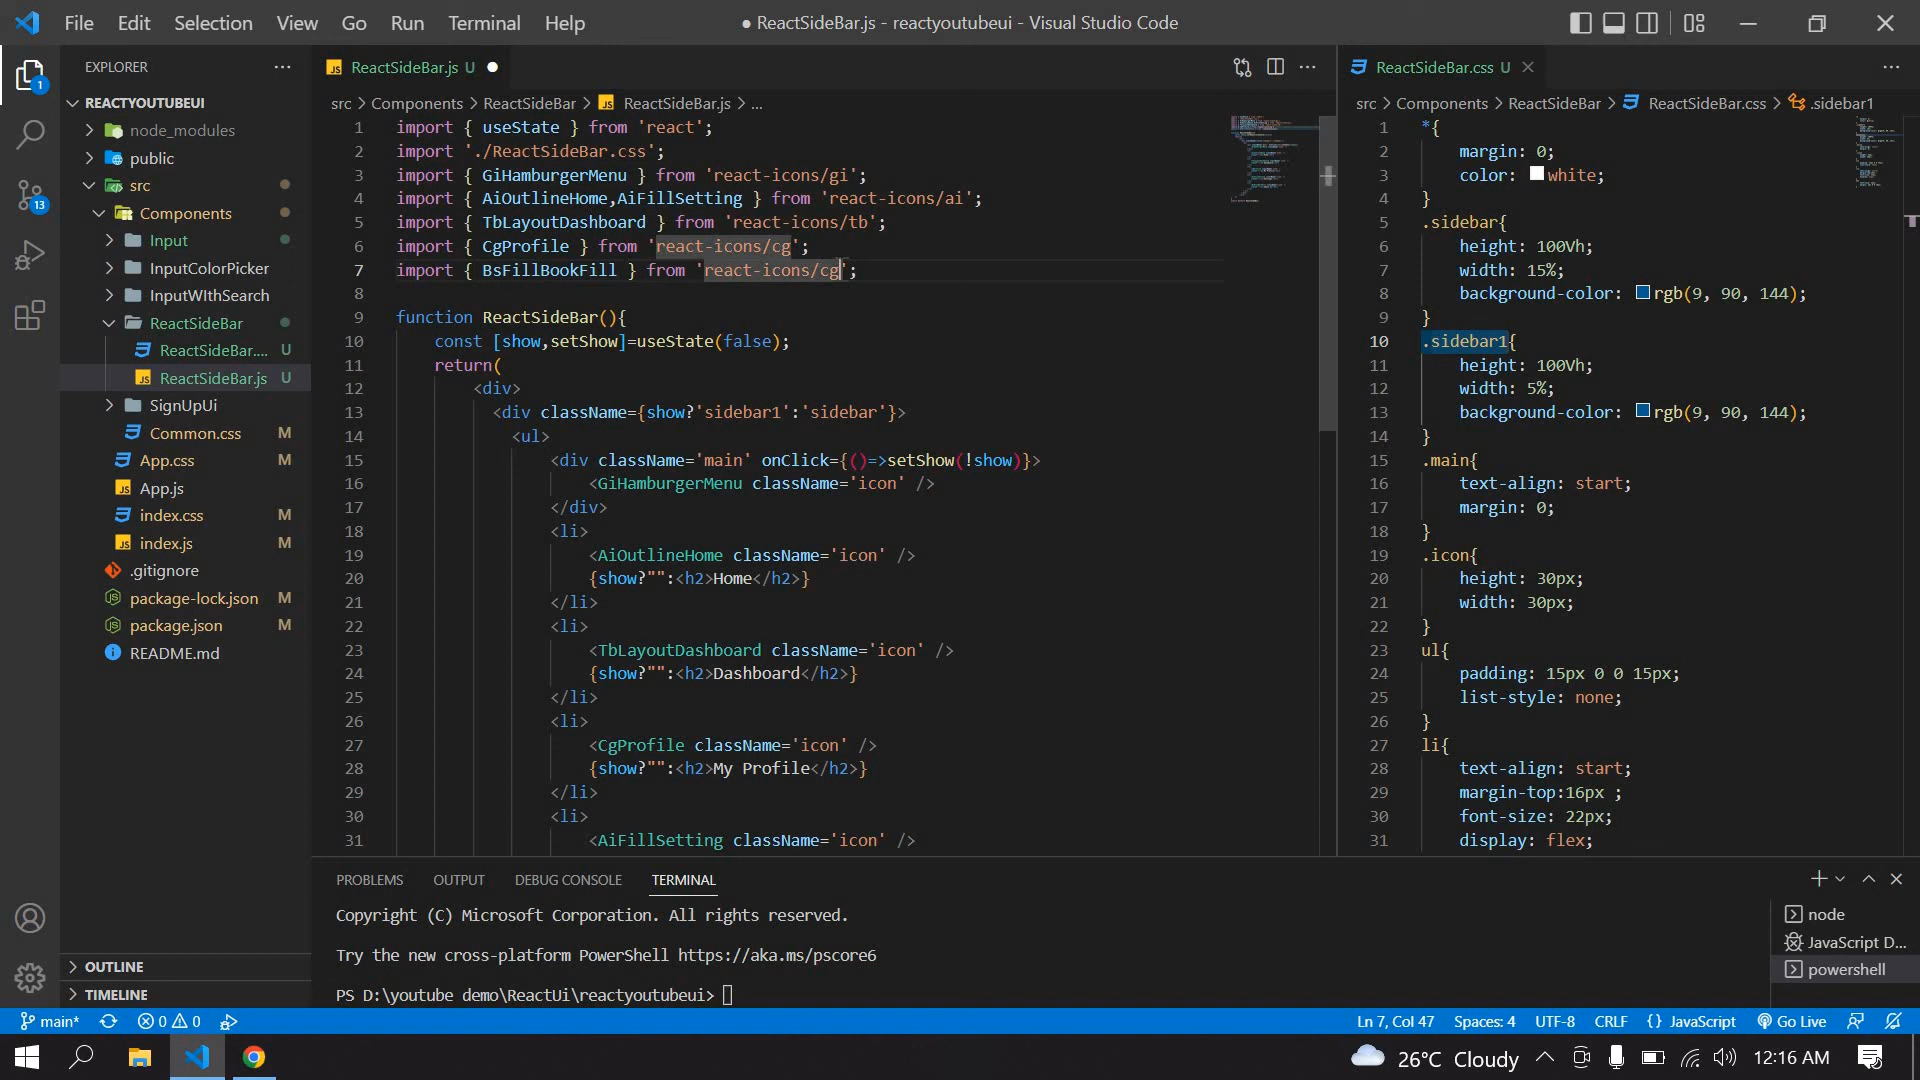 File Edit Selection View Go Run Terminal Help
● ReactSideBar.js - reactyoutubeui - Visual Studio Code
EXPLORER
1
13
REACTYOUTUBEUI
node_modules
public
src
Components
Input
InputColorPicker
InputWIthSearch
ReactSideBar
ReactSideBar.... U
ReactSideBar.js U
SignUpUi
Common.css M
App.css M
App.js
index.css M
index.js M
.gitignore
package-lock.json M
package.json M
README.md
OUTLINE
TIMELINE
ReactSideBar.js U
src > Components > ReactSideBar > ReactSideBar.js > ...
1 import { useState } from 'react';
2 import './ReactSideBar.css';
3 import { GiHamburgerMenu } from 'react-icons/gi';
4 import { AiOutlineHome,AiFillSetting } from 'react-icons/ai';
5 import { TbLayoutDashboard } from 'react-icons/tb';
6 import { CgProfile } from 'react-icons/cg';
7 import { BsFillBookFill } from 'react-icons/cg';
8
9 function ReactSideBar(){
10 const [show,setShow]=useState(false);
11 return(
12 <div>
13 <div className={show?'sidebar1':'sidebar'}>
14 <ul>
15 <div className='main' onClick={()=>setShow(!show)}>
16 <GiHamburgerMenu className='icon' />
17 </div>
18 <li>
19 <AiOutlineHome className='icon' />
20 {show?"":<h2>Home</h2>}
21 </li>
22 <li>
23 <TbLayoutDashboard className='icon' />
24 {show?"":<h2>Dashboard</h2>}
25 </li>
26 <li>
27 <CgProfile className='icon' />
28 {show?"":<h2>My Profile</h2>}
29 </li>
30 <li>
31 <AiFillSetting className='icon' />
ReactSideBar.css U
src > Components > ReactSideBar > ReactSideBar.css > .sidebar1
1 *{
2 margin: 0;
3 color: white;
4 }
5 .sidebar{
6 height: 100Vh;
7 width: 15%;
8 background-color: rgb(9, 90, 144);
9 }
10 .sidebar1{
11 height: 100Vh;
12 width: 5%;
13 background-color: rgb(9, 90, 144);
14 }
15 .main{
16 text-align: start;
17 margin: 0;
18 }
19 .icon{
20 height: 30px;
21 width: 30px;
22 }
23 ul{
24 padding: 15px 0 0 15px;
25 list-style: none;
26 }
27 li{
28 text-align: start;
29 margin-top:16px ;
30 font-size: 22px;
31 display: flex;
PROBLEMS OUTPUT DEBUG CONSOLE TERMINAL
Copyright (C) Microsoft Corporation. All rights reserved.
Try the new cross-platform PowerShell https://aka.ms/pscore6
PS D:\youtube demo\ReactUi\reactyoutubeui>
node
JavaScript D...
powershell
main* 0 0
Ln 7, Col 47 Spaces: 4 UTF-8 CRLF {} JavaScript Go Live
26°C Cloudy 12:16 AM